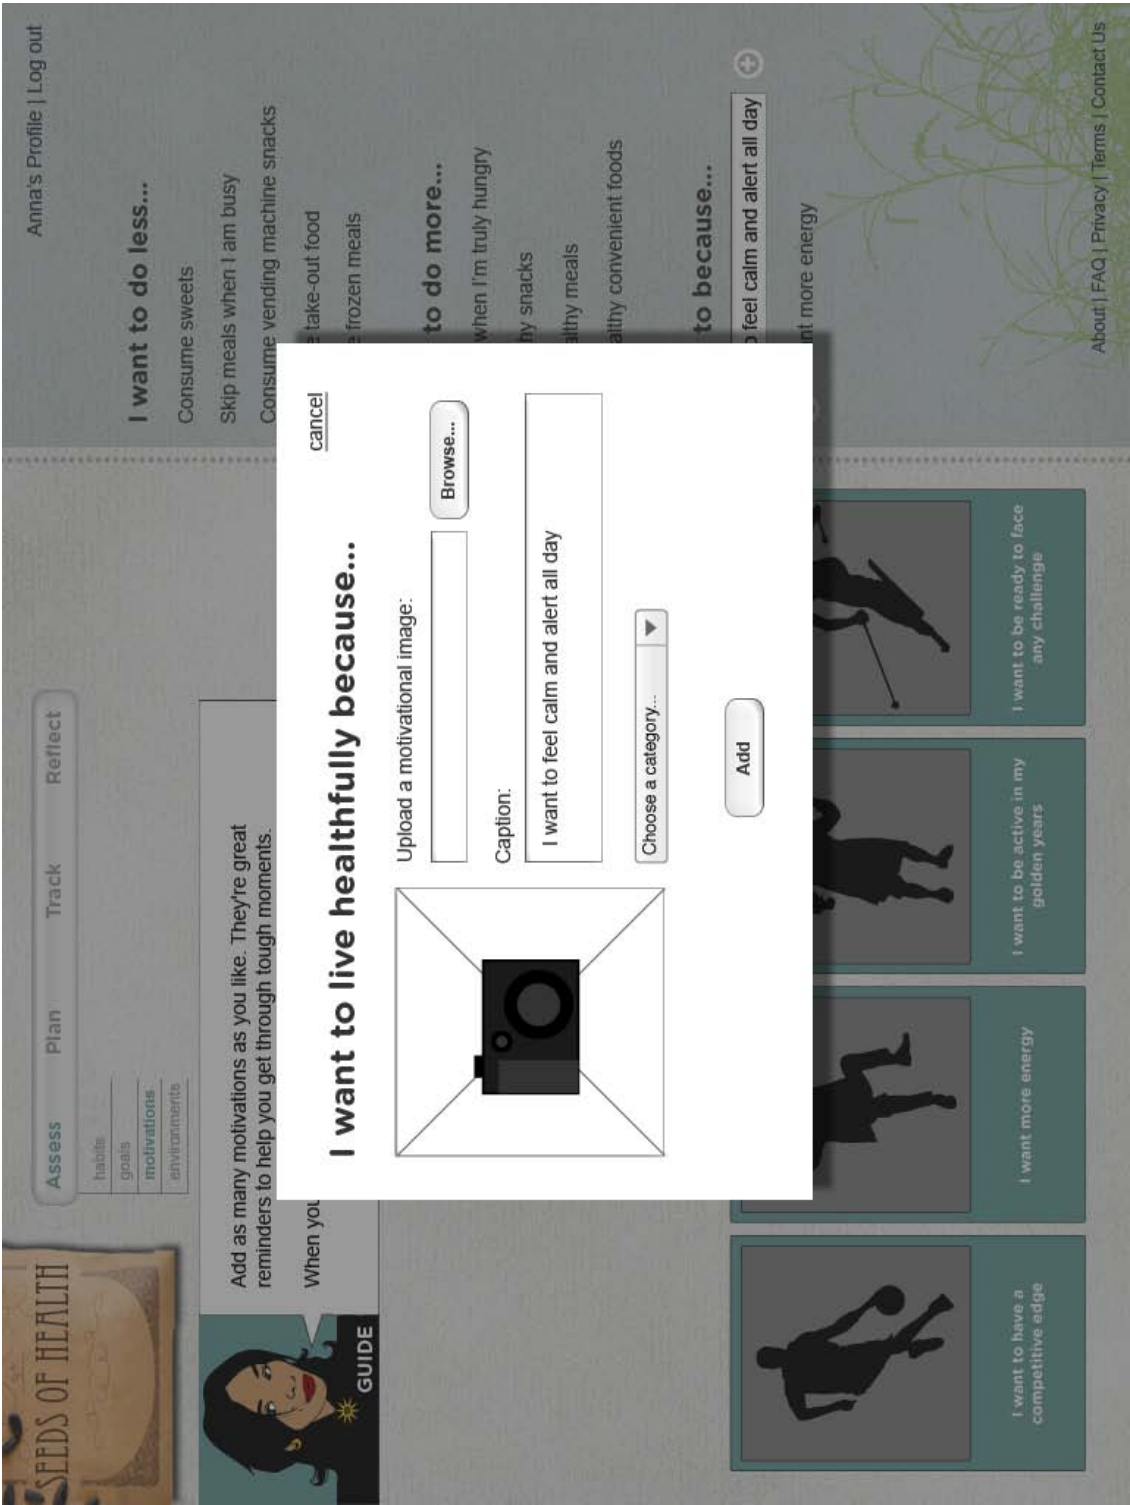 SEEDS OF HEALTH
Assess Plan Track Reflect
habits
goals
motivations
environments
Anna's Profile | Log out
GUIDE
Add as many motivations as you like. They're great
reminders to help you get through tough moments.
When you
I want to do less...
Consume sweets
Skip meals when I am busy
Consume vending machine snacks
take-out food
frozen meals
to do more...
when I'm truly hungry
hy snacks
althy meals
althy convenient foods
to because...
feel calm and alert all day
nt more energy
cancel
I want to live healthfully because...
Upload a motivational image:
Browse...
Caption:
I want to feel calm and alert all day
Choose a category...
Add
I want to have a
competitive edge
I want more energy
I want to be active in my
golden years
I want to be ready to face
any challenge
About | FAQ | Privacy | Terms | Contact Us